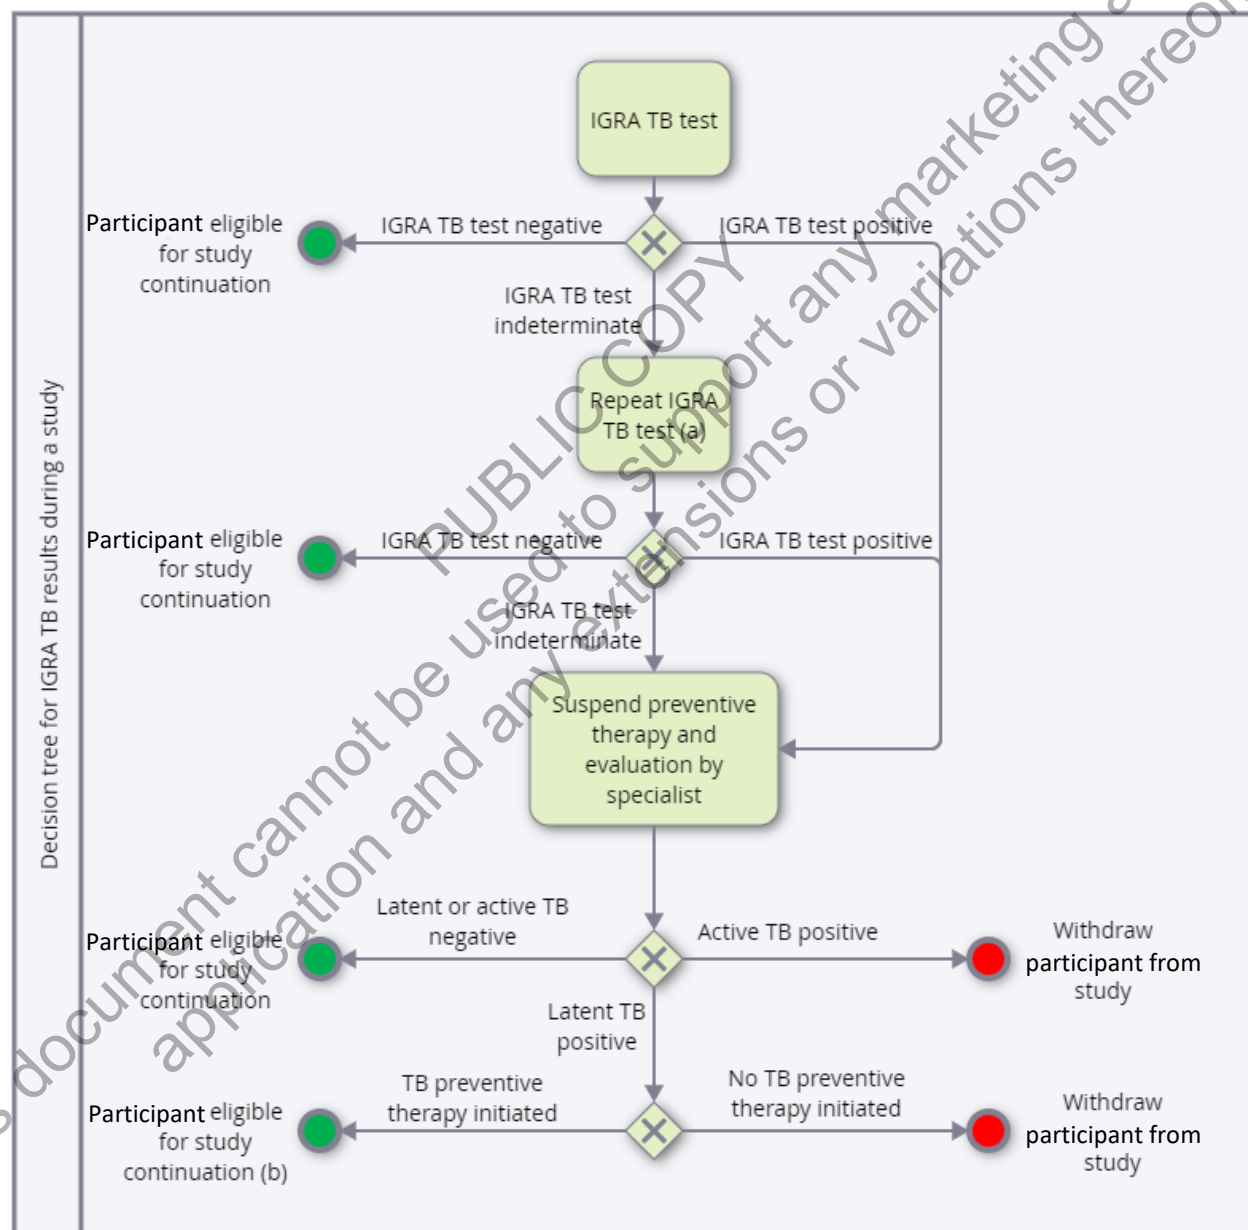 IGRA TB test
Participant eligible
for study
continuation
IGRA TB test negative
IGRA TB test positive
IGRA TB test
indeterminate
Repeat IGRA
TB test (a)
Participant eligible
for study
continuation
IGRA TB test negative
IGRA TB test positive
IGRA TB test
indeterminate
Suspend preventive
therapy and
evaluation by
specialist
Latent or active TB
negative
Active TB positive
Participant eligible
for study
continuation
Withdraw
participant from
study
Latent TB
positive
TB preventive
therapy initiated
No TB preventive
therapy initiated
Participant eligible
for study
continuation (b)
Withdraw
participant from
study
Decision tree for IGRA TB results during a study
PUBLIC COPY
document cannot be used to support any marketing
application and any extensions or variations thereof